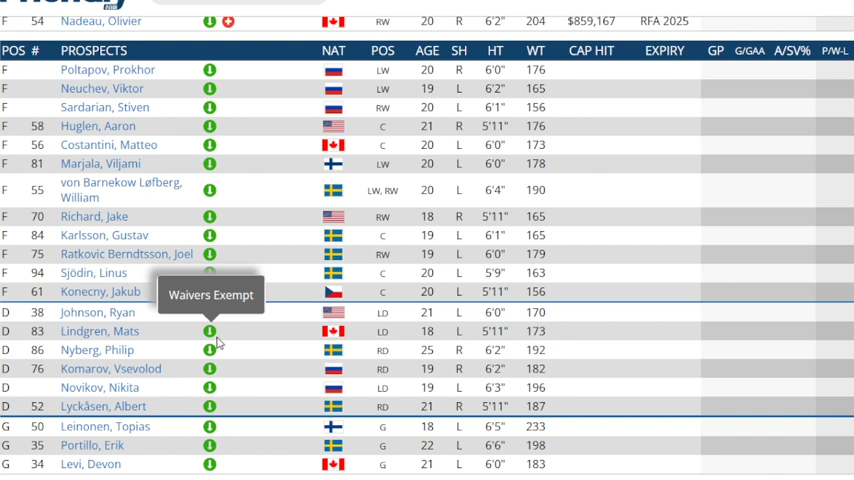 F 54 Nadeau, Olivier RW 20 R 6'2" 204 $859,167 RFA 2025
POS # PROSPECTS NAT POS AGE SH HT WT CAP HIT EXPIRY GP G/GAA A/SV% P/W-L
F Poltapov, Prokhor LW 20 R 6'0" 176
F Neuchev, Viktor LW 19 L 6'2" 165
F Sardarian, Stiven RW 20 L 6'1" 156
F 58 Huglen, Aaron C 21 R 5'11" 176
F 56 Costantini, Matteo C 20 L 6'0" 173
F 81 Marjala, Viljami LW 20 L 6'0" 178
F 55 von Barnekow Løfberg, William LW, RW 20 L 6'4" 190
F 70 Richard, Jake RW 18 R 5'11" 165
F 84 Karlsson, Gustav C 19 L 6'1" 165
F 75 Ratkovic Berndtsson, Joel RW 19 L 6'0" 179
F 94 Sjödin, Linus C 20 L 5'9" 163
F 61 Konecny, Jakub C 20 L 5'11" 156
Waivers Exempt
D 38 Johnson, Ryan LD 21 L 6'0" 170
D 83 Lindgren, Mats LD 18 L 5'11" 173
D 86 Nyberg, Philip RD 25 R 6'2" 192
D 76 Komarov, Vsevolod RD 19 R 6'2" 182
D Novikov, Nikita LD 19 L 6'3" 196
D 52 Lyckåsen, Albert RD 21 R 5'11" 187
G 50 Leinonen, Topias G 18 L 6'5" 233
G 35 Portillo, Erik G 22 L 6'6" 198
G 34 Levi, Devon G 21 L 6'0" 183